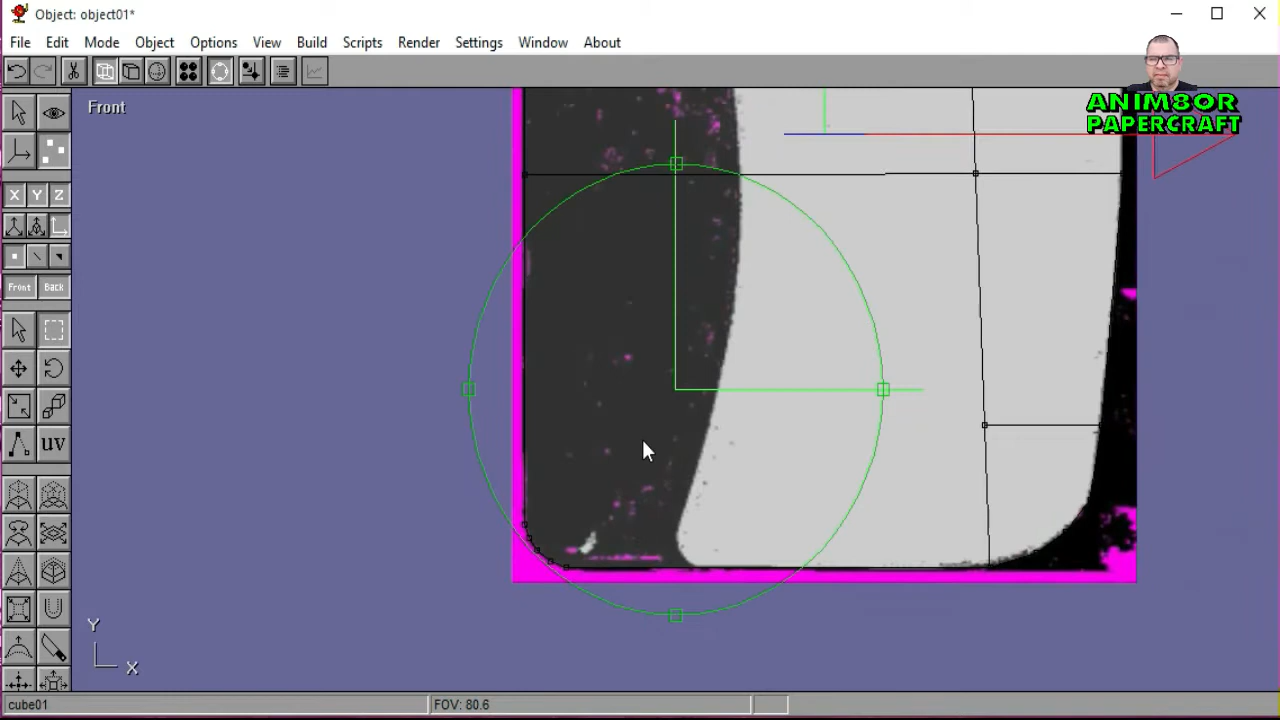 Object: object01*
File Edit Mode Object Options View Build Scripts Render Settings Window About
ANIM8OR
PAPERCRAFT
Front
X Y Z
Front Back
uv
Y
X
cube01 FOV: 80.6